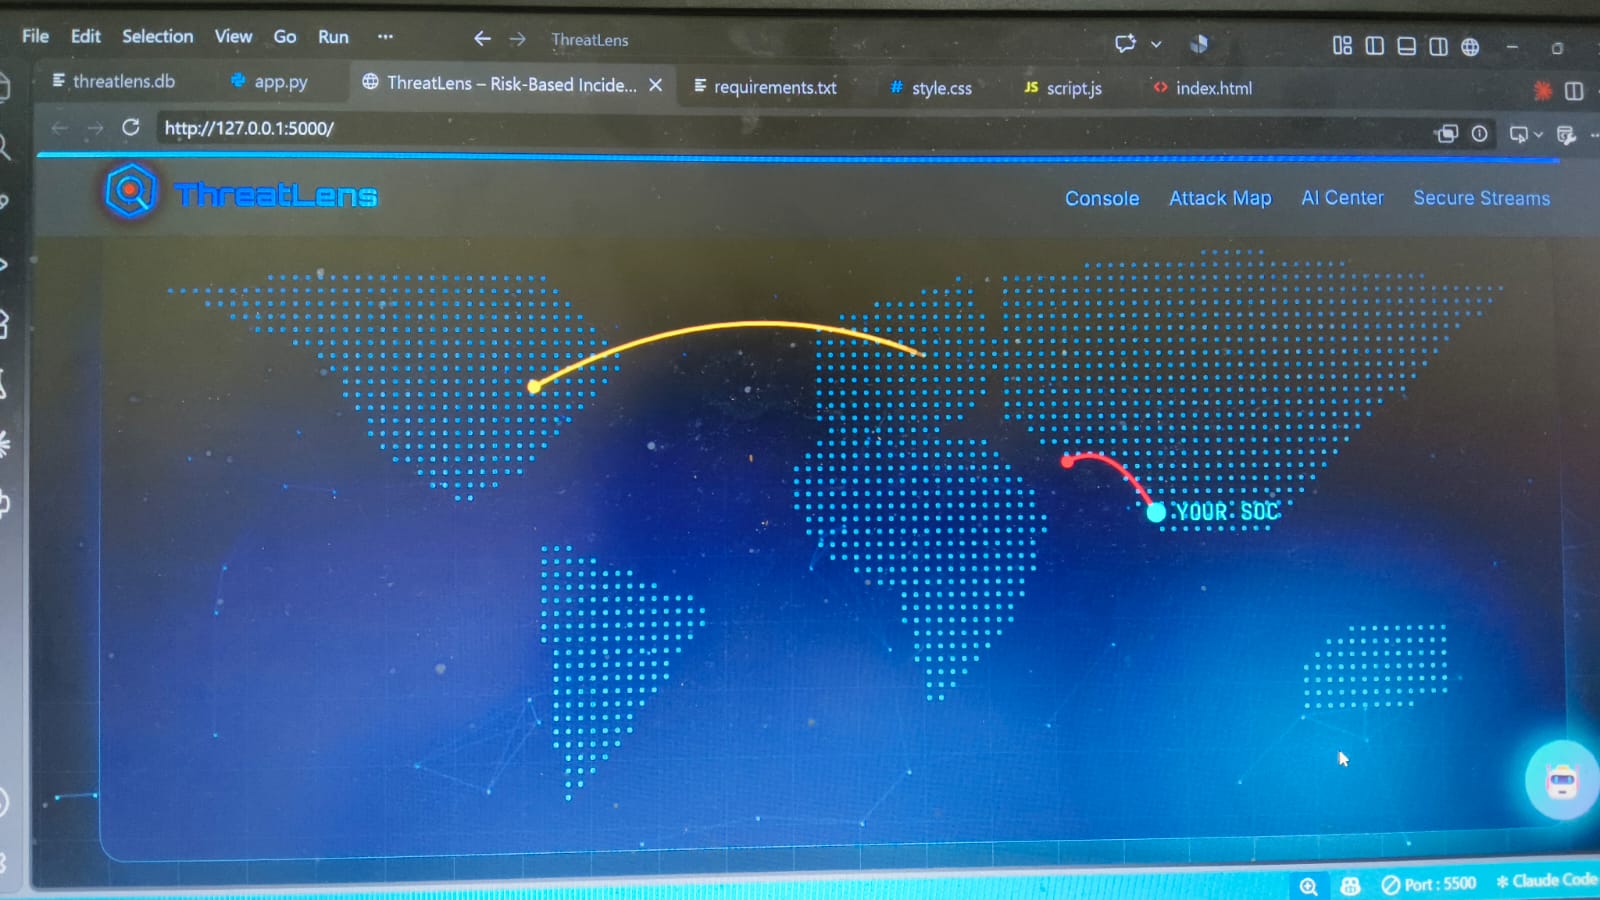 File Edit Selection View Go Run ··· ThreatLens
threatlens.db app.py ThreatLens – Risk-Based Incide... requirements.txt # style.css JS script.js <> index.html
http://127.0.0.1:5000/
ThreatLens Console Attack Map AI Center Secure Streams
YOUR SOC
Port : 5500 Claude Code